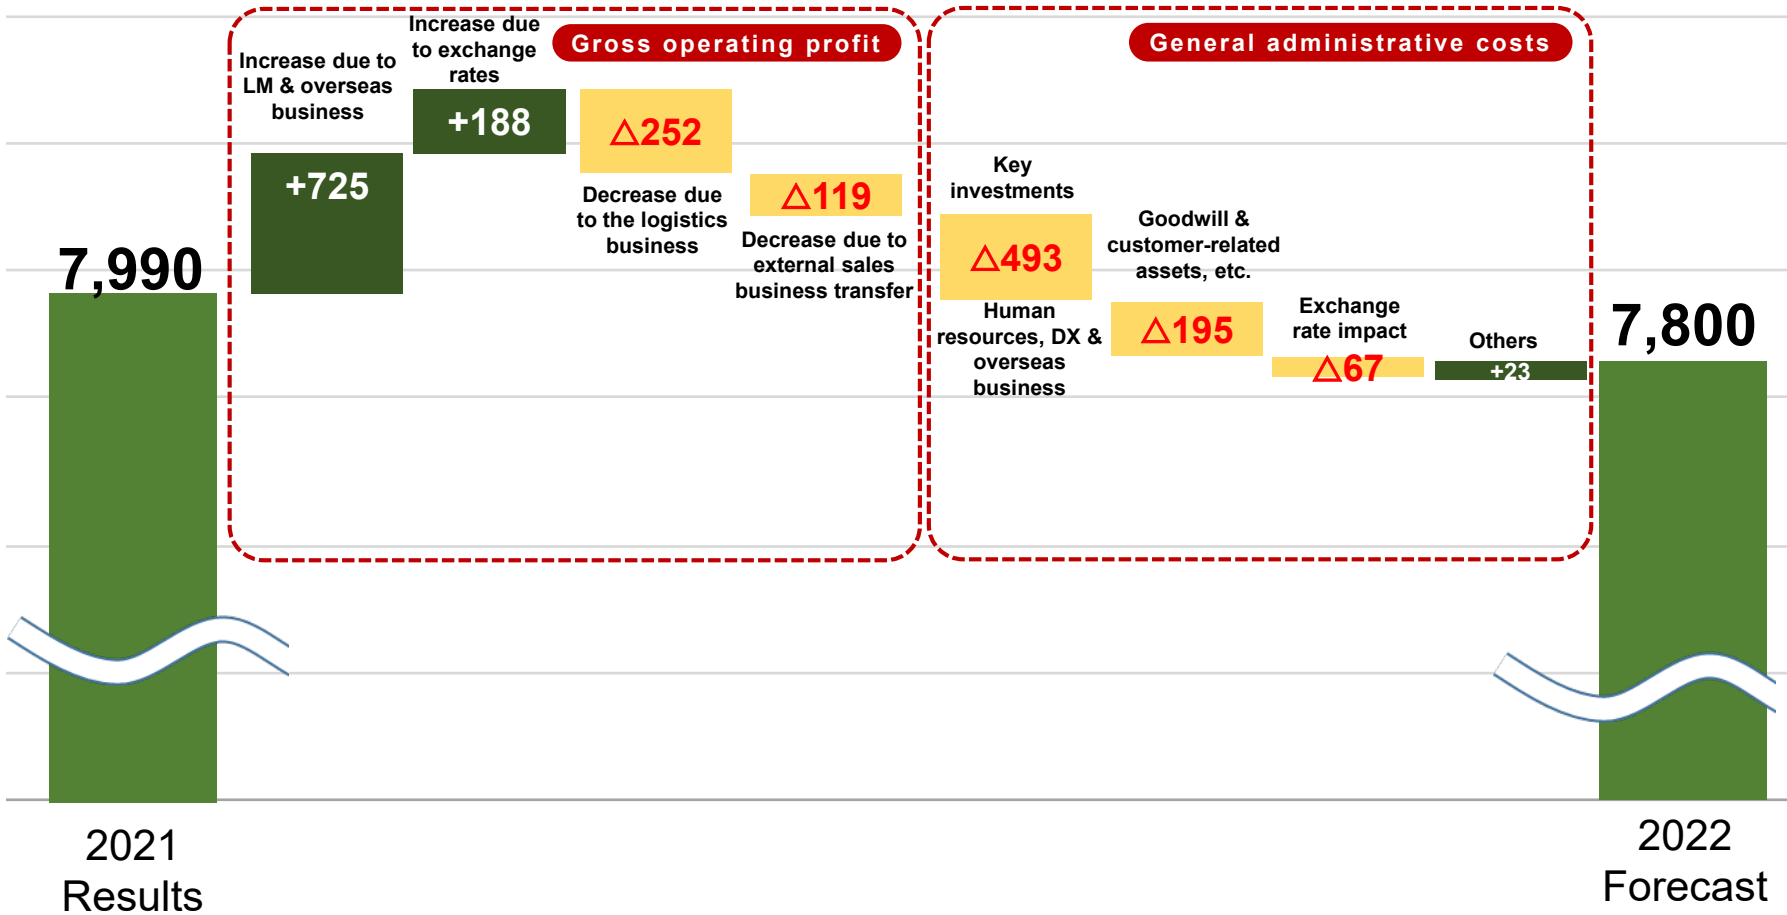 Gross operating profit
General administrative costs
Increase due to
LM & overseas
business
+725
Increase due
to exchange
rates
+188
△252
Decrease due
to the logistics
business
△119
Decrease due to
external sales
business transfer
Key
investments
△493
Human
resources, DX &
overseas
business
Goodwill &
customer-related
assets, etc.
△195
Exchange
rate impact
△67
Others
+23
7,990
7,800
2021
Results
2022
Forecast